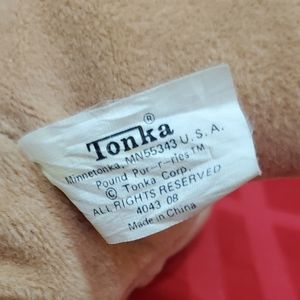 Tonka®
Minnetonka, MN55343 U.S.A.
Pound Pur-r-ries™
© Tonka Corp.
ALL RIGHTS RESERVED
4043 08
Made in China